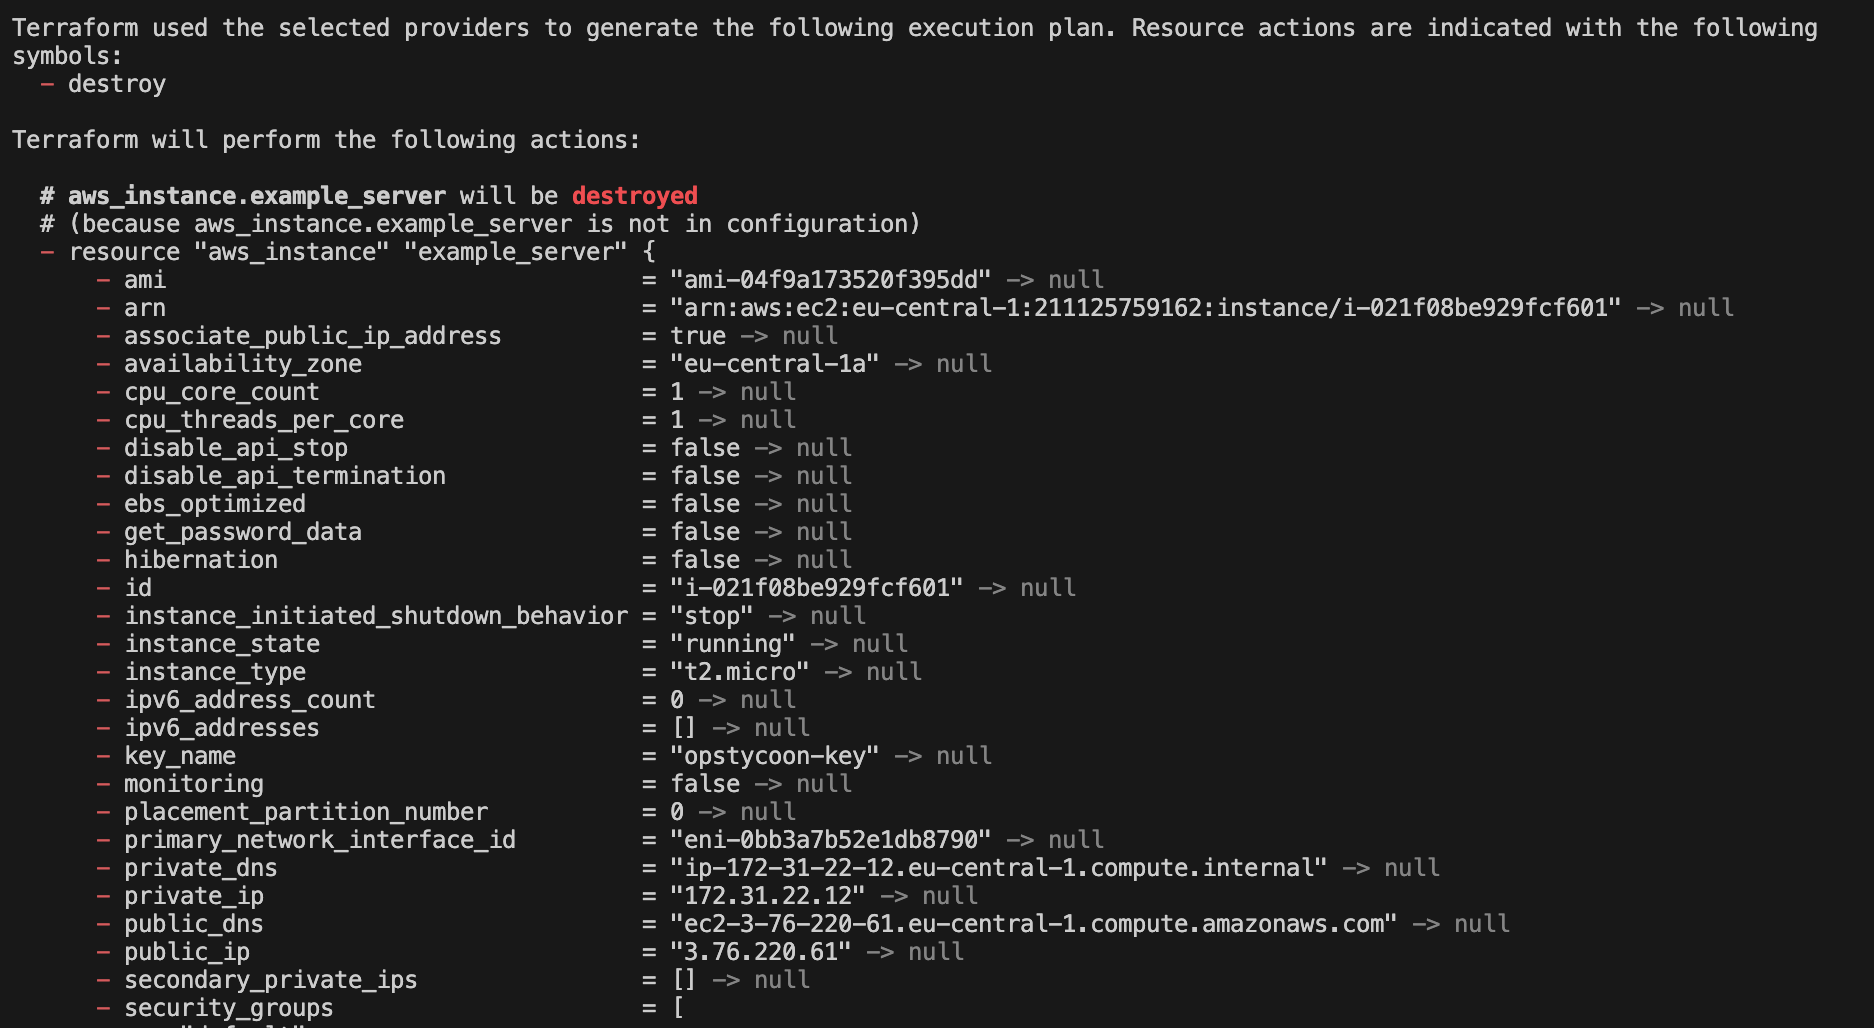 Terraform used the selected providers to generate the following execution plan. Resource actions are indicated with the following
symbols:
  - destroy

Terraform will perform the following actions:

  # aws_instance.example_server will be destroyed
  # (because aws_instance.example_server is not in configuration)
  - resource "aws_instance" "example_server" {
      - ami                                  = "ami-04f9a173520f395dd" -> null
      - arn                                  = "arn:aws:ec2:eu-central-1:211125759162:instance/i-021f08be929fcf601" -> null
      - associate_public_ip_address          = true -> null
      - availability_zone                    = "eu-central-1a" -> null
      - cpu_core_count                       = 1 -> null
      - cpu_threads_per_core                 = 1 -> null
      - disable_api_stop                     = false -> null
      - disable_api_termination              = false -> null
      - ebs_optimized                        = false -> null
      - get_password_data                    = false -> null
      - hibernation                          = false -> null
      - id                                   = "i-021f08be929fcf601" -> null
      - instance_initiated_shutdown_behavior = "stop" -> null
      - instance_state                       = "running" -> null
      - instance_type                        = "t2.micro" -> null
      - ipv6_address_count                   = 0 -> null
      - ipv6_addresses                       = [] -> null
      - key_name                             = "opstycoon-key" -> null
      - monitoring                           = false -> null
      - placement_partition_number           = 0 -> null
      - primary_network_interface_id         = "eni-0bb3a7b52e1db8790" -> null
      - private_dns                          = "ip-172-31-22-12.eu-central-1.compute.internal" -> null
      - private_ip                           = "172.31.22.12" -> null
      - public_dns                           = "ec2-3-76-220-61.eu-central-1.compute.amazonaws.com" -> null
      - public_ip                            = "3.76.220.61" -> null
      - secondary_private_ips                = [] -> null
      - security_groups                      = [